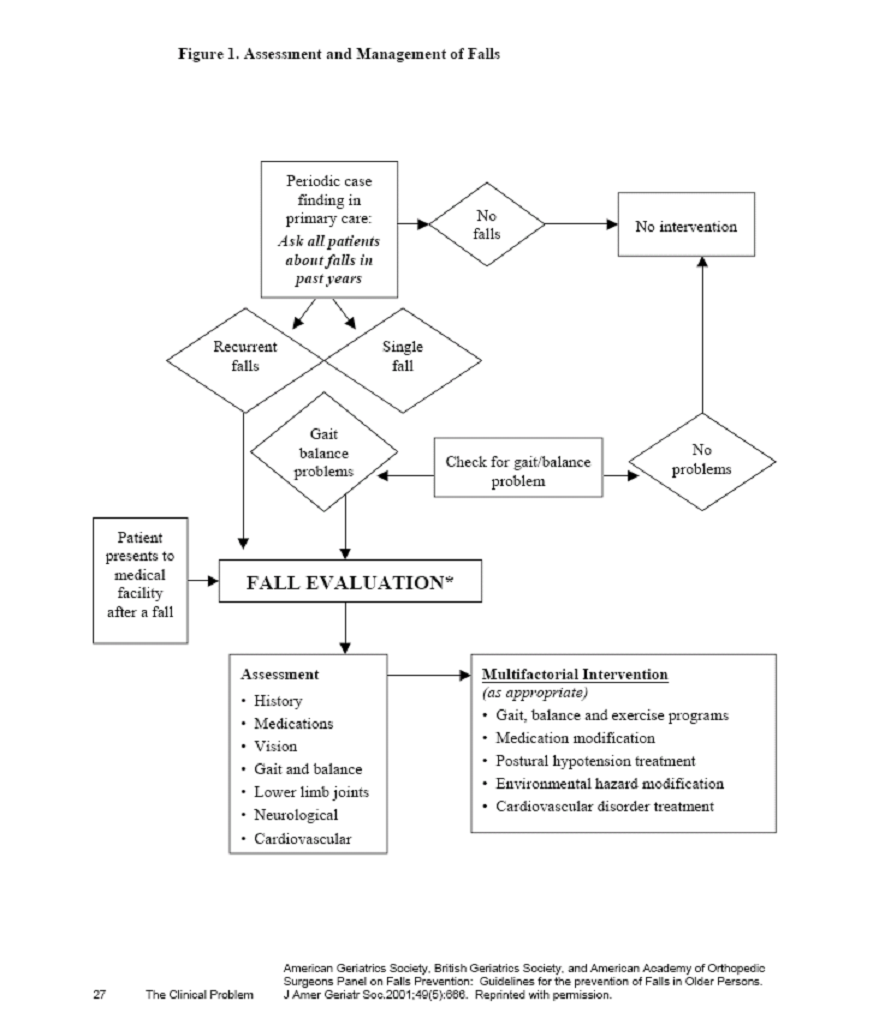 Figure 1. Assessment and Management of Falls
Periodic case
finding in
primary care:
Ask all patients
about falls in
past years
No
falls
No intervention
Recurrent
falls
Single
fall
Gait
balance
problems
Check for gait/balance
problem
No
problems
Patient
presents to
medical
facility
after a fall
FALL EVALUATION*
Assessment
• History
• Medications
• Vision
• Gait and balance
• Lower limb joints
• Neurological
• Cardiovascular
Multifactorial Intervention
(as appropriate)
• Gait, balance and exercise programs
• Medication modification
• Postural hypotension treatment
• Environmental hazard modification
• Cardiovascular disorder treatment
American Geriatrics Society, British Geriatrics Society, and American Academy of Orthopedic
Surgeons Panel on Falls Prevention: Guidelines for the prevention of Falls in Older Persons.
J Amer Geriatr Soc.2001;49(5):666. Reprinted with permission.
27 The Clinical Problem